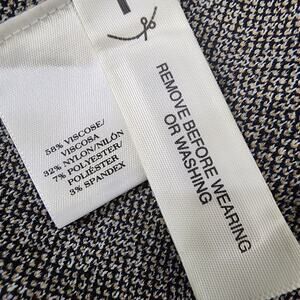 58% VISCOSE/
VISCOSA
32% NYLON/NILÓN
7% POLYESTER/
POLIÉSTER
3% SPANDEX
REMOVE BEFORE WEARING
OR WASHING